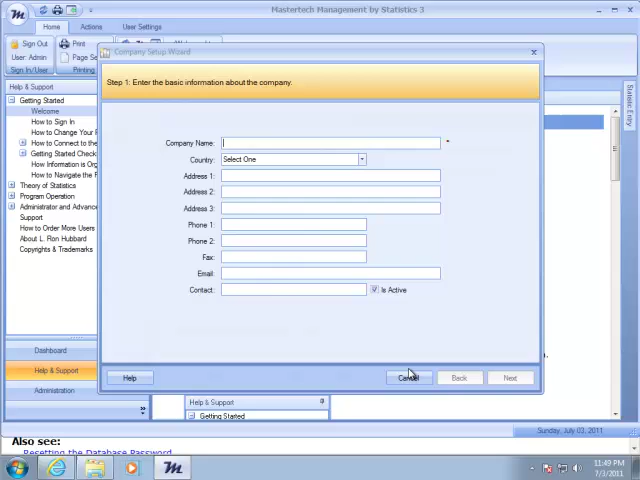 Mastertech Management by Statistics 3
Home
Actions
User Settings
Sign Out
Print
User: Admin
Page Se
Sign In/User
Printing
Help & Support
Getting Started
Welcome
How to Sign In
How to Change Your P
How to Connect to the
Getting Started Check
How Information is Or
How to Navigate the F
Theory of Statistics
Program Operation
Administrator and Advance
Support
How to Order More Users
About L. Ron Hubbard
Copyrights & Trademarks
Dashboard
Help & Support
Administration
Company Setup Wizard
Step 1: Enter the basic information about the company.
Company Name:
*
Country:
Select One
Address 1:
Address 2:
Address 3:
Phone 1:
Phone 2:
Fax:
Email:
Contact:
Is Active
Help
Cancel
Back
Next
Statistic Entry
Help & Support
Getting Started
Sunday, July 03, 2011
Also see:
Resetting the Database Password
11:49 PM
7/3/2011